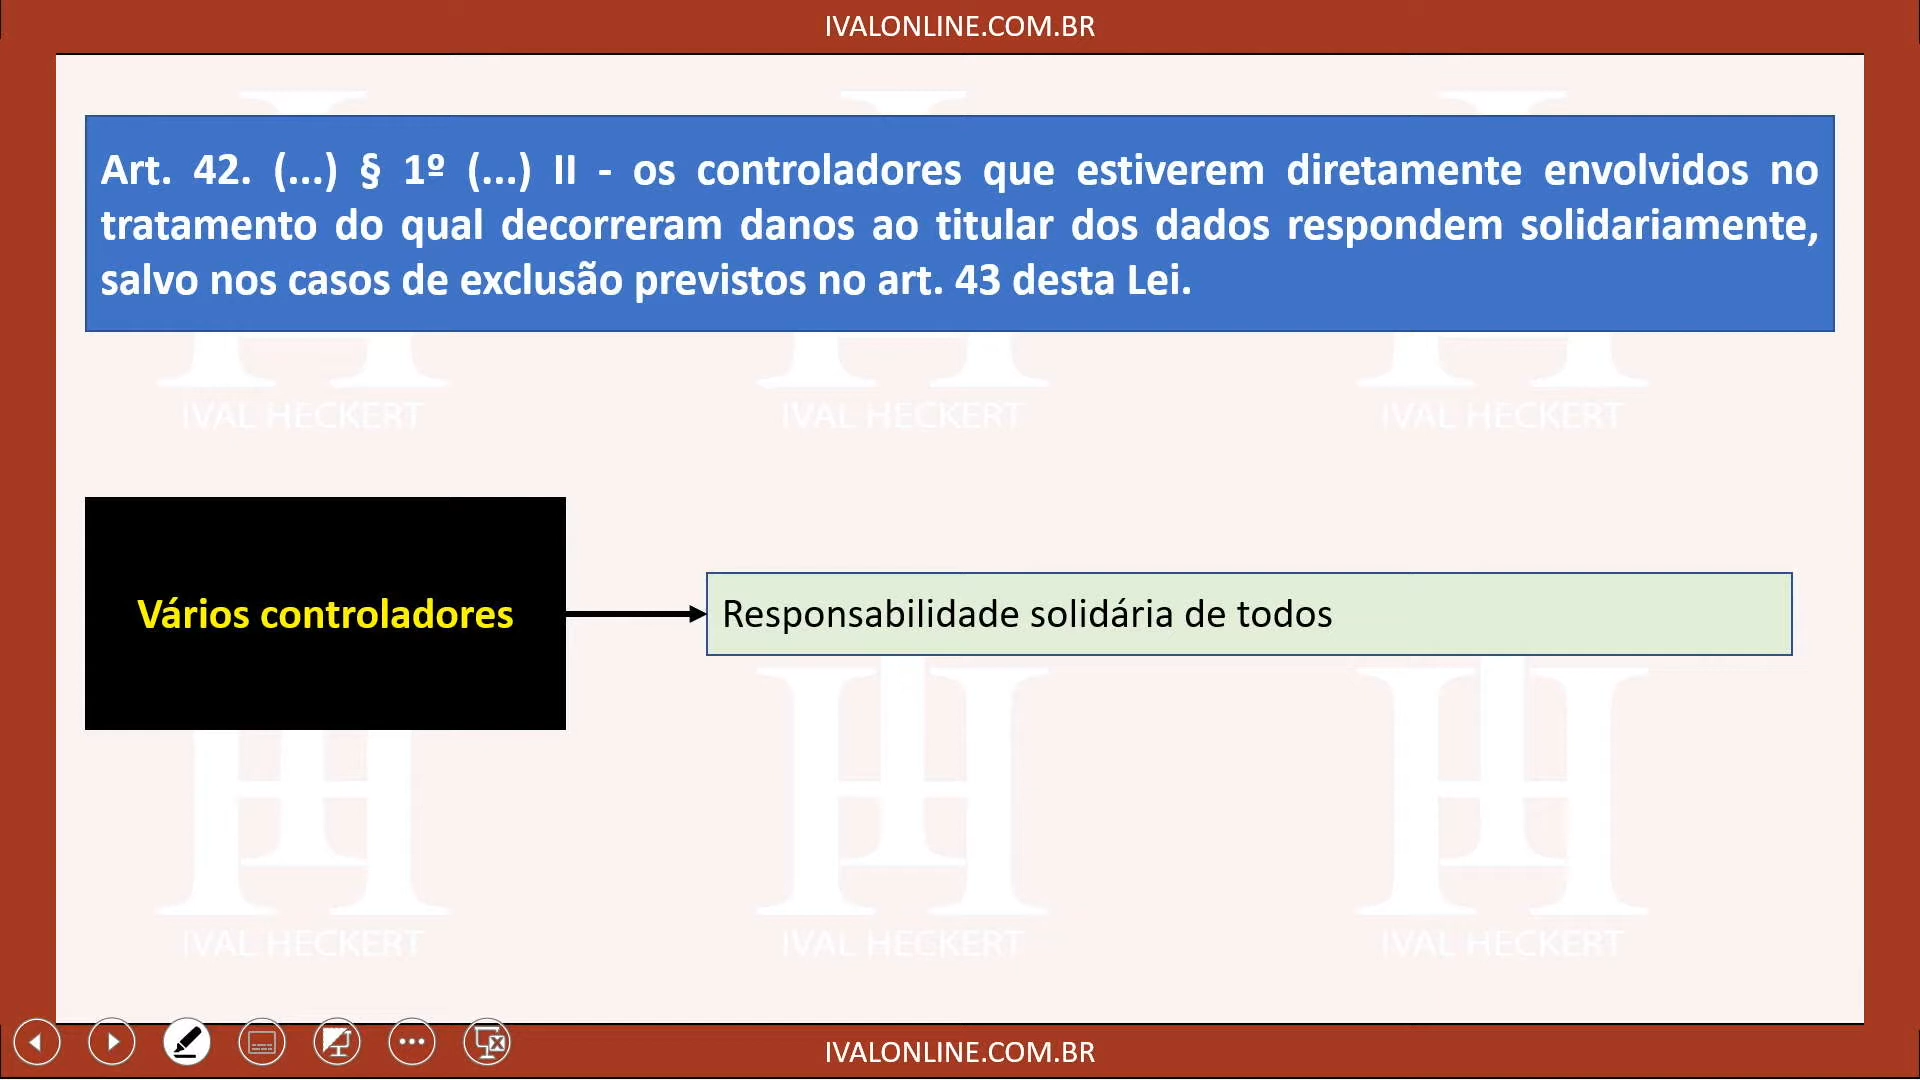 IVALONLINE.COM.BR
Art. 42. (...) § 1º (...) II - os controladores que estiverem diretamente envolvidos no
tratamento do qual decorreram danos ao titular dos dados respondem solidariamente,
salvo nos casos de exclusão previstos no art. 43 desta Lei.
IVAL HECKERT
IVAL HECKERT
IVAL HECKERT
Vários controladores
Responsabilidade solidária de todos
IVAL HECKERT
IVAL HECKERT
IVAL HECKERT
IVALONLINE.COM.BR